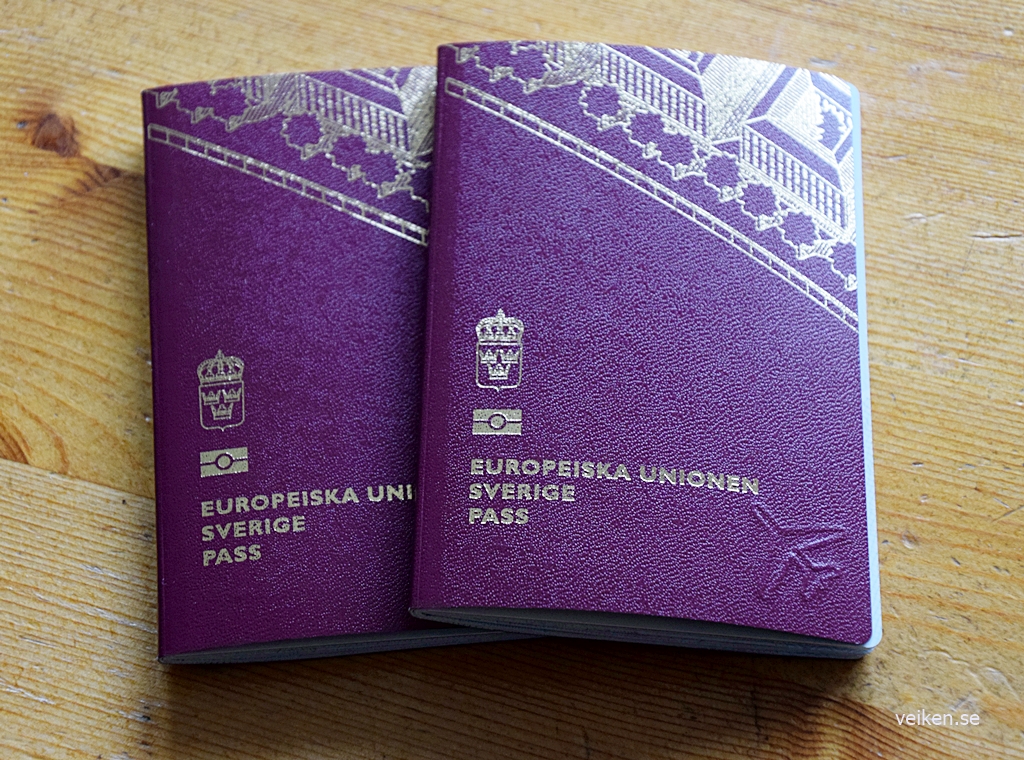 EUROPEISKA UNI
SVERIGE
PASS
EUROPEISKA UNIONEN
SVERIGE
PASS
veiken.se